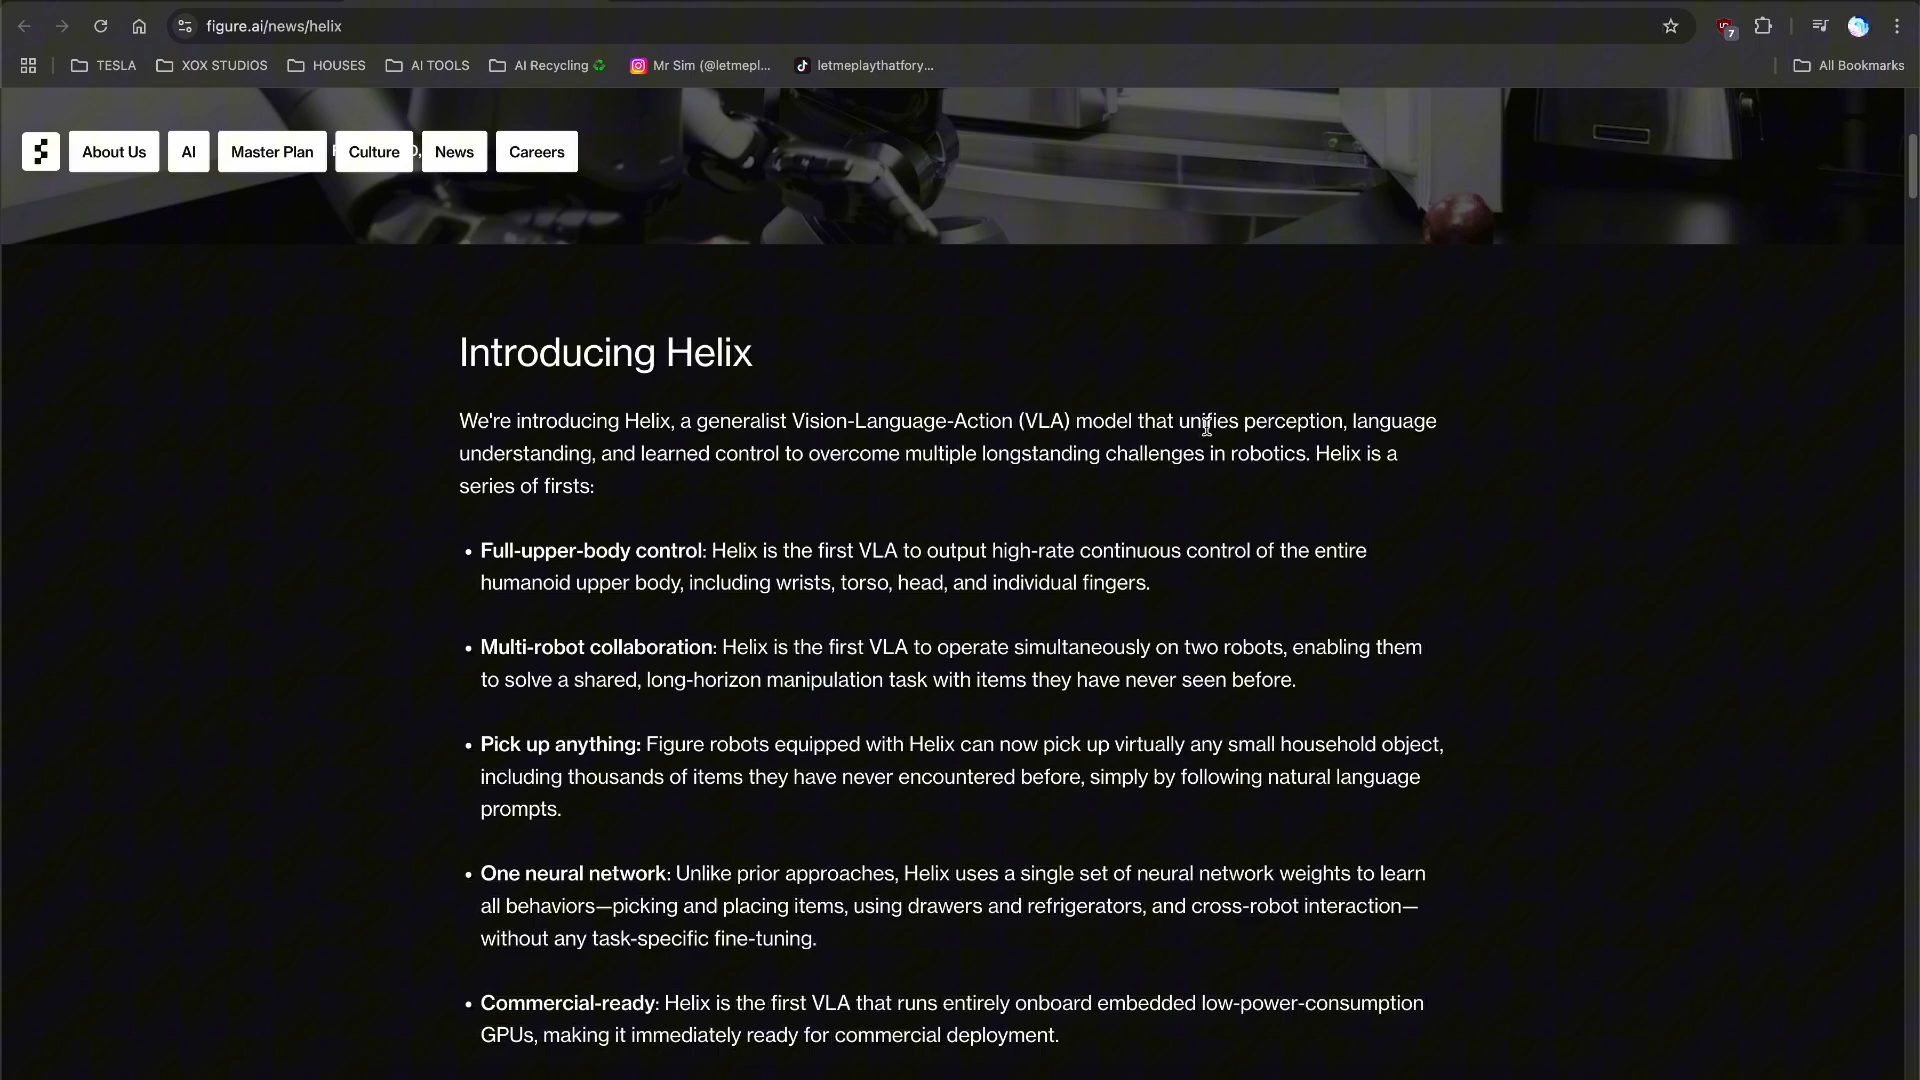 figure.ai/news/helix
7
TESLA
XOX STUDIOS
HOUSES
AI TOOLS
AI Recycling ♻
Mr Sim (@letmepl...
letmeplaythatfory...
All Bookmarks
About Us
AI
Master Plan
Culture
News
Careers
Introducing Helix
We're introducing Helix, a generalist Vision-Language-Action (VLA) model that unifies perception, language
understanding, and learned control to overcome multiple longstanding challenges in robotics. Helix is a
series of firsts:
• Full-upper-body control: Helix is the first VLA to output high-rate continuous control of the entire
humanoid upper body, including wrists, torso, head, and individual fingers.
• Multi-robot collaboration: Helix is the first VLA to operate simultaneously on two robots, enabling them
to solve a shared, long-horizon manipulation task with items they have never seen before.
• Pick up anything: Figure robots equipped with Helix can now pick up virtually any small household object,
including thousands of items they have never encountered before, simply by following natural language
prompts.
• One neural network: Unlike prior approaches, Helix uses a single set of neural network weights to learn
all behaviors—picking and placing items, using drawers and refrigerators, and cross-robot interaction—
without any task-specific fine-tuning.
• Commercial-ready: Helix is the first VLA that runs entirely onboard embedded low-power-consumption
GPUs, making it immediately ready for commercial deployment.